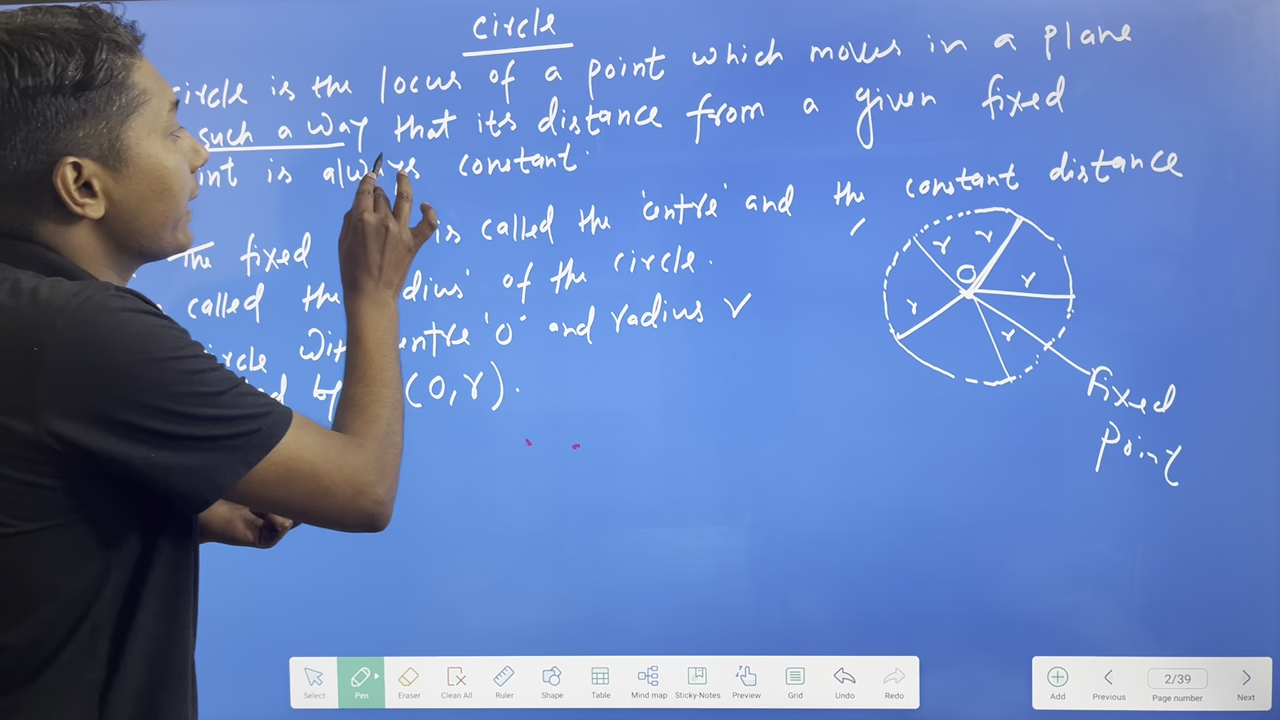 circle
circle is the locus of a point which moves in a plane
such a way that its distance from a given fixed
is always constant.
The fixed is called the 'centre' and the constant distance
called the of the circle.
with centre 'O' and radius r
by (O, r).
r r
O r
r
r
fixed
point
Select Pen Eraser Clean All Ruler Shape Table Mind map Sticky-Notes Preview Grid Undo Redo
Add Previous 2/39 Page number Next